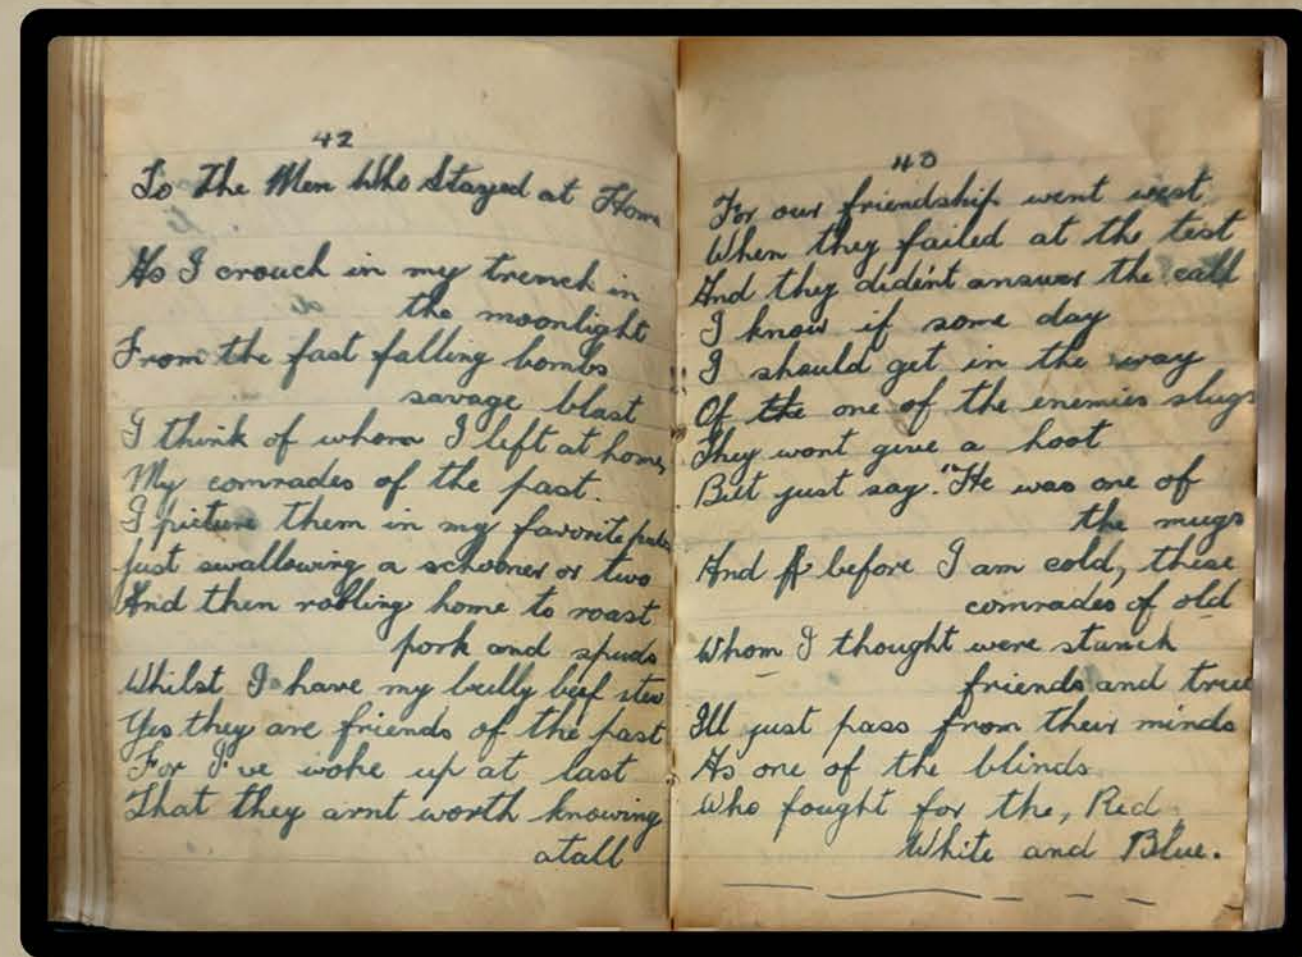 42
To The Men Who Stayed at Home
As I crouch in my trench in
the moonlight
From the fast falling bombs
savage blast
I think of whom I left at home,
My comrades of the past.
I picture them in my favorite
Just swallowing a schooner or two
And then rolling home to roast
pork and spuds
Whilst I have my bully beef stew
Yes they are friends of the past
For I've woke up at last
That they arnt worth knowing
atall
43
For our friendship went west
When they failed at the test
And they didn't answer the call
I know if some day
I should get in the way
Of the one of the enemies slugs
They wont give a hoot
But just say. "He was one of
the mugs
And before I am cold, these
comrades of old
Whom I thought were stunch
friends and true
Ill just pass from their minds
As one of the blinds
Who fought for the, Red,
White and Blue.